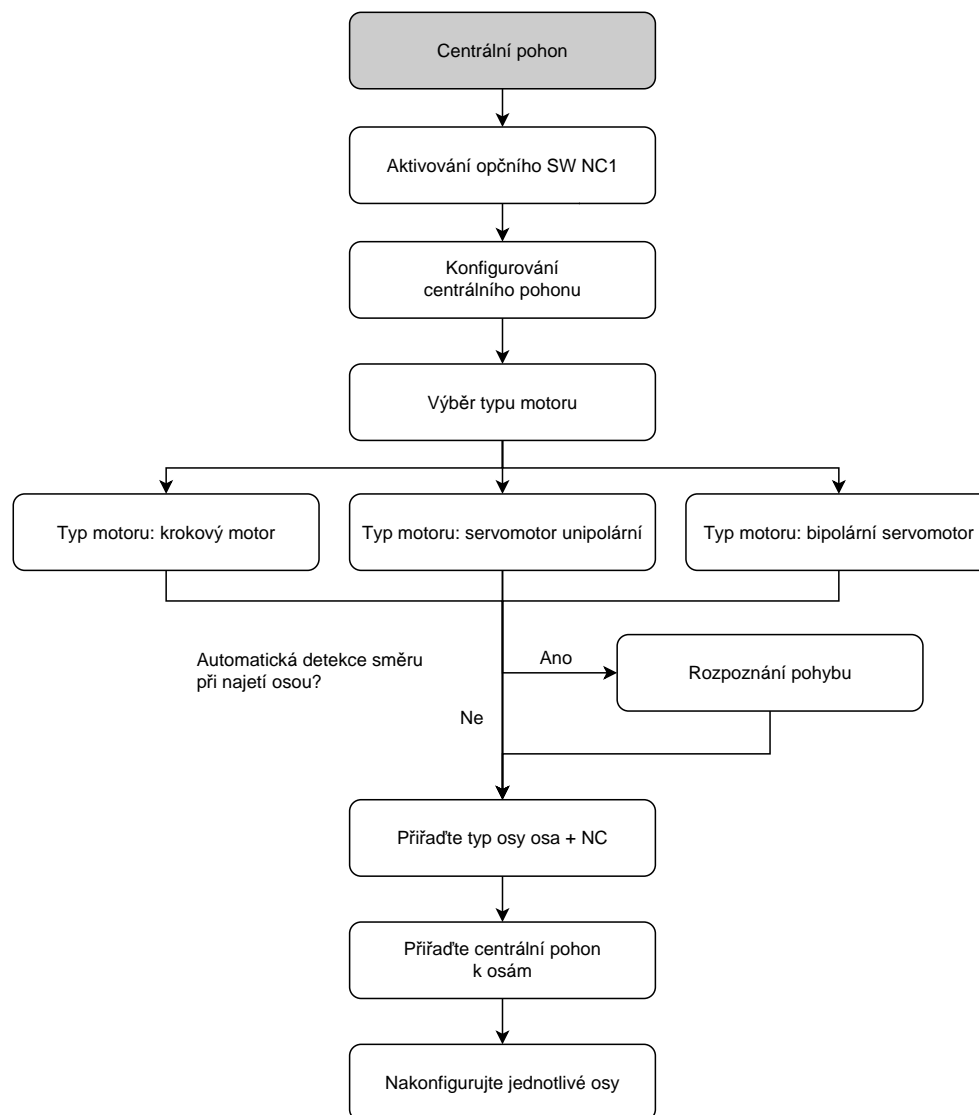 Centrální pohon
Aktivování opčního SW NC1
Konfigurování
centrálního pohonu
Výběr typu motoru
Typ motoru: krokový motor
Typ motoru: servomotor unipolární
Typ motoru: bipolární servomotor
Automatická detekce směru
při najetí osou?
Ano
Rozpoznání pohybu
Ne
Přiřaďte typ osy osa + NC
Přiřaďte centrální pohon
k osám
Nakonfigurujte jednotlivé osy